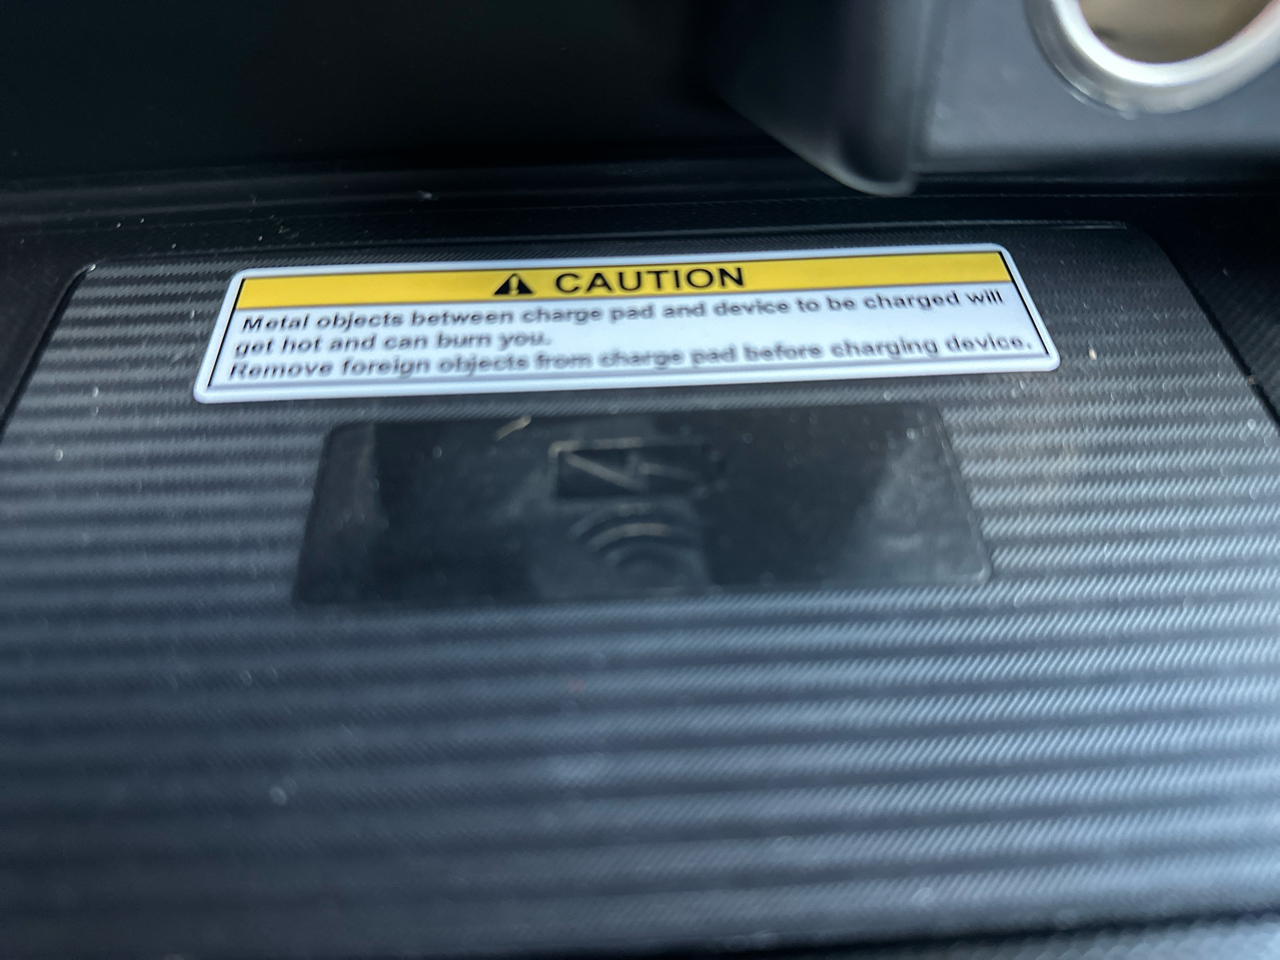 CAUTION
Metal objects between charge pad and device to be charged will
get hot and can burn you.
Remove foreign objects from charge pad before charging device.